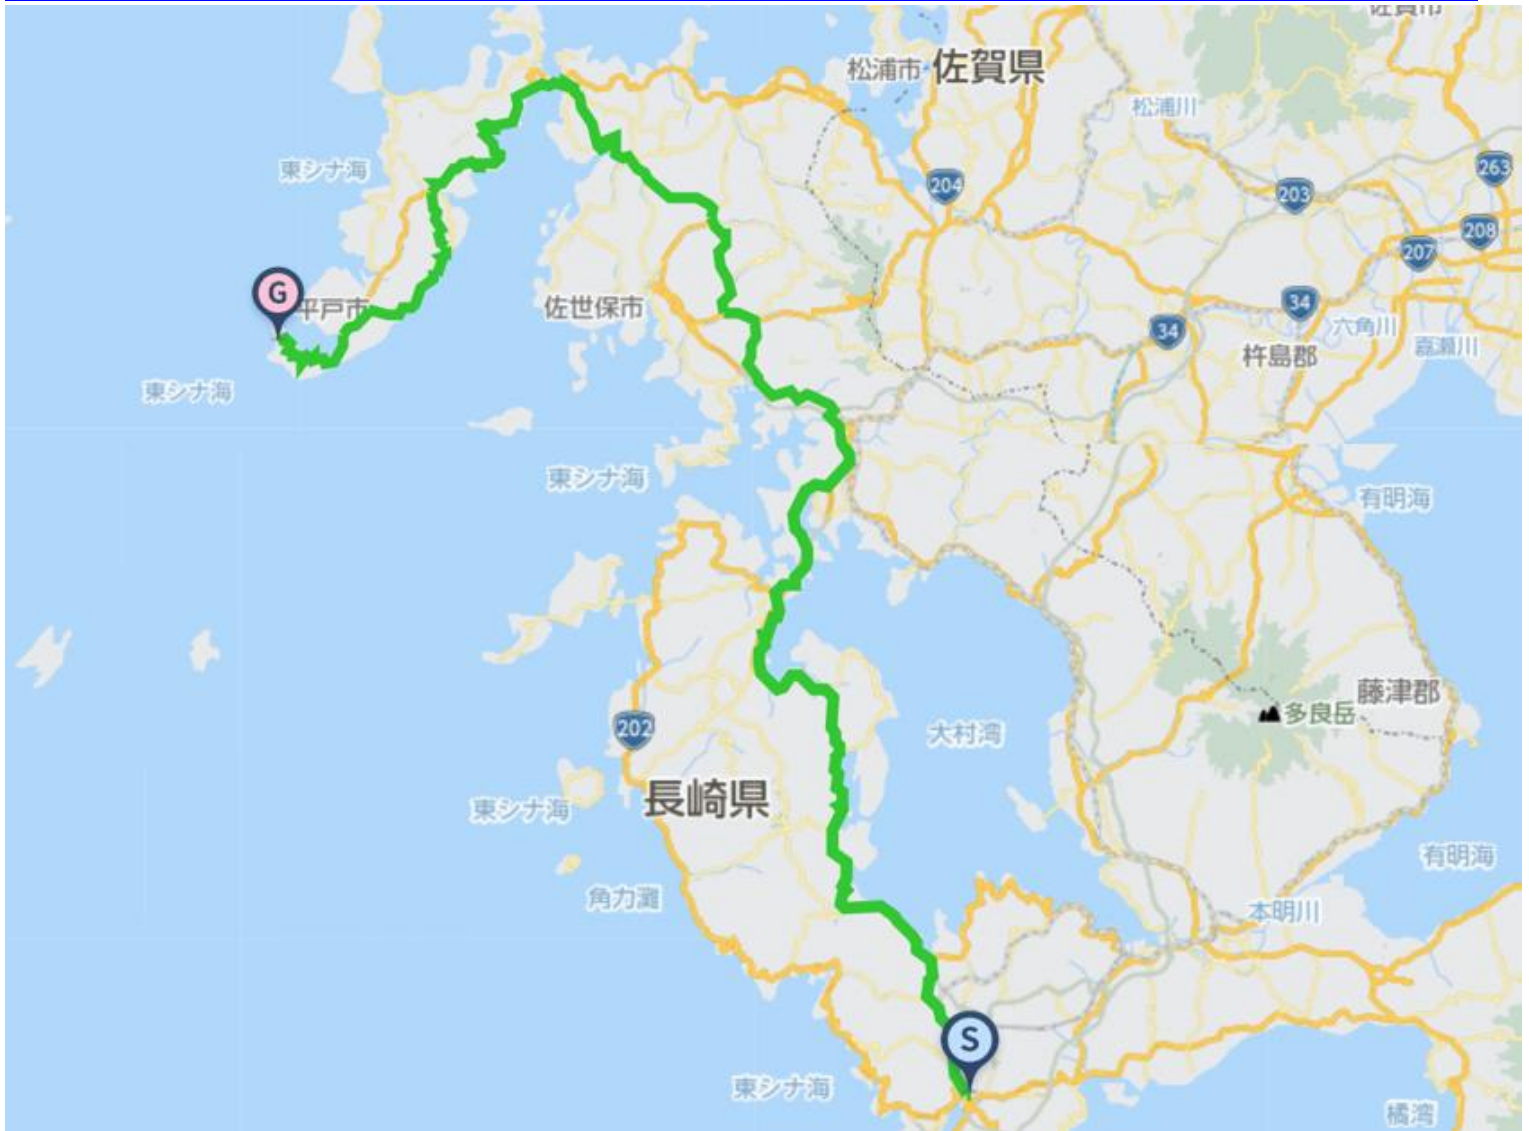 佐賀市
松浦市
佐賀県
松浦川
東シナ海
204
203
263
208
207
G
平戸市
佐世保市
34
34
六角川
嘉瀬川
杵島郡
東シナ海
東シナ海
有明海
202
大村湾
藤津郡
多良岳
長崎県
東シナ海
有明海
角力灘
本明川
S
東シナ海
橘湾